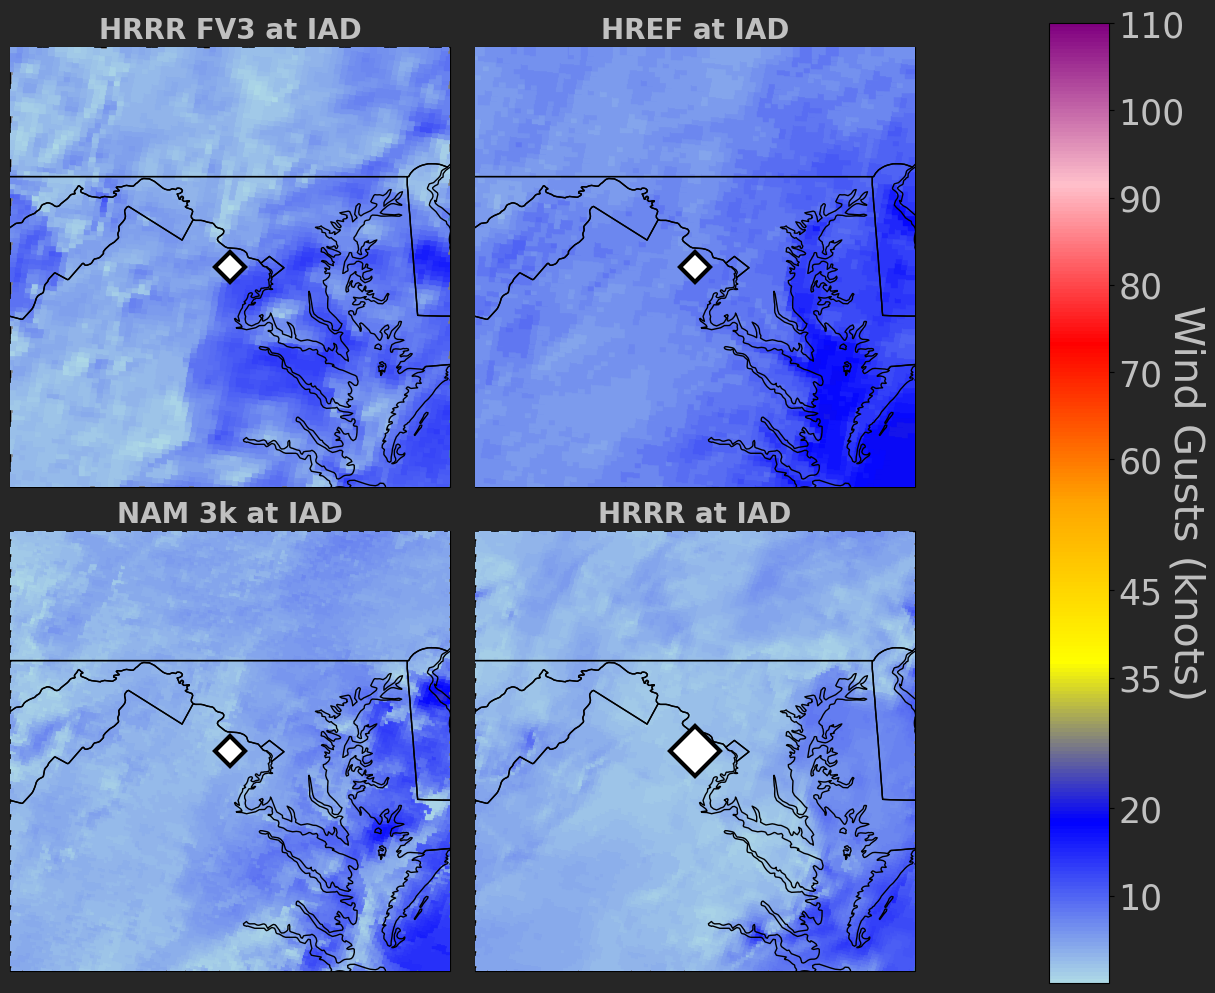 HRRR FV3 at IAD
HREF at IAD
NAM 3k at IAD
HRRR at IAD
110
100
90
80
70
60
45
35
20
10
Wind Gusts (knots)